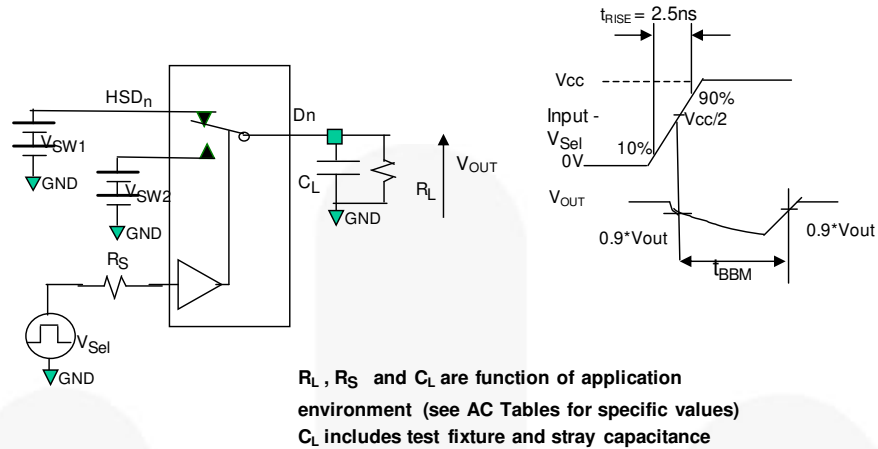 HSDn
Dn
VSW1
GND
VSW2
GND
CL
RL
VOUT
GND
RS
VSel
GND
tRISE = 2.5ns
Vcc
90%
Input -
VSel
Vcc/2
10%
0V
VOUT
0.9*Vout
0.9*Vout
tBBM
RL , RS and CL are function of application
environment (see AC Tables for specific values)
CL includes test fixture and stray capacitance